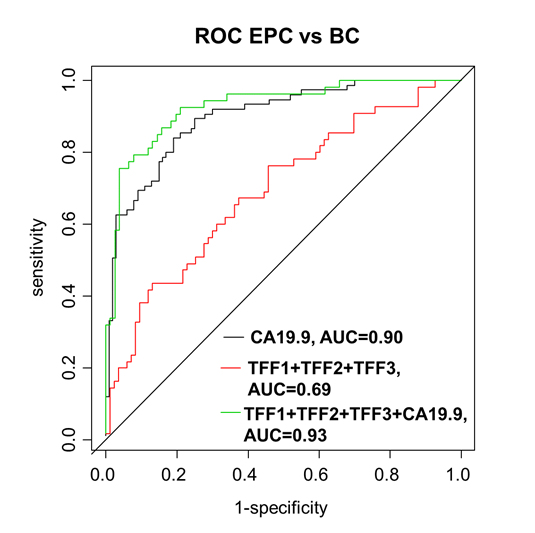 ROC EPC vs BC
sensitivity
1.0
0.8
0.6
0.4
0.2
0.0
CA19.9, AUC=0.90
TFF1+TFF2+TFF3,
AUC=0.69
TFF1+TFF2+TFF3+CA19.9,
AUC=0.93
0.0 0.2 0.4 0.6 0.8 1.0
1-specificity